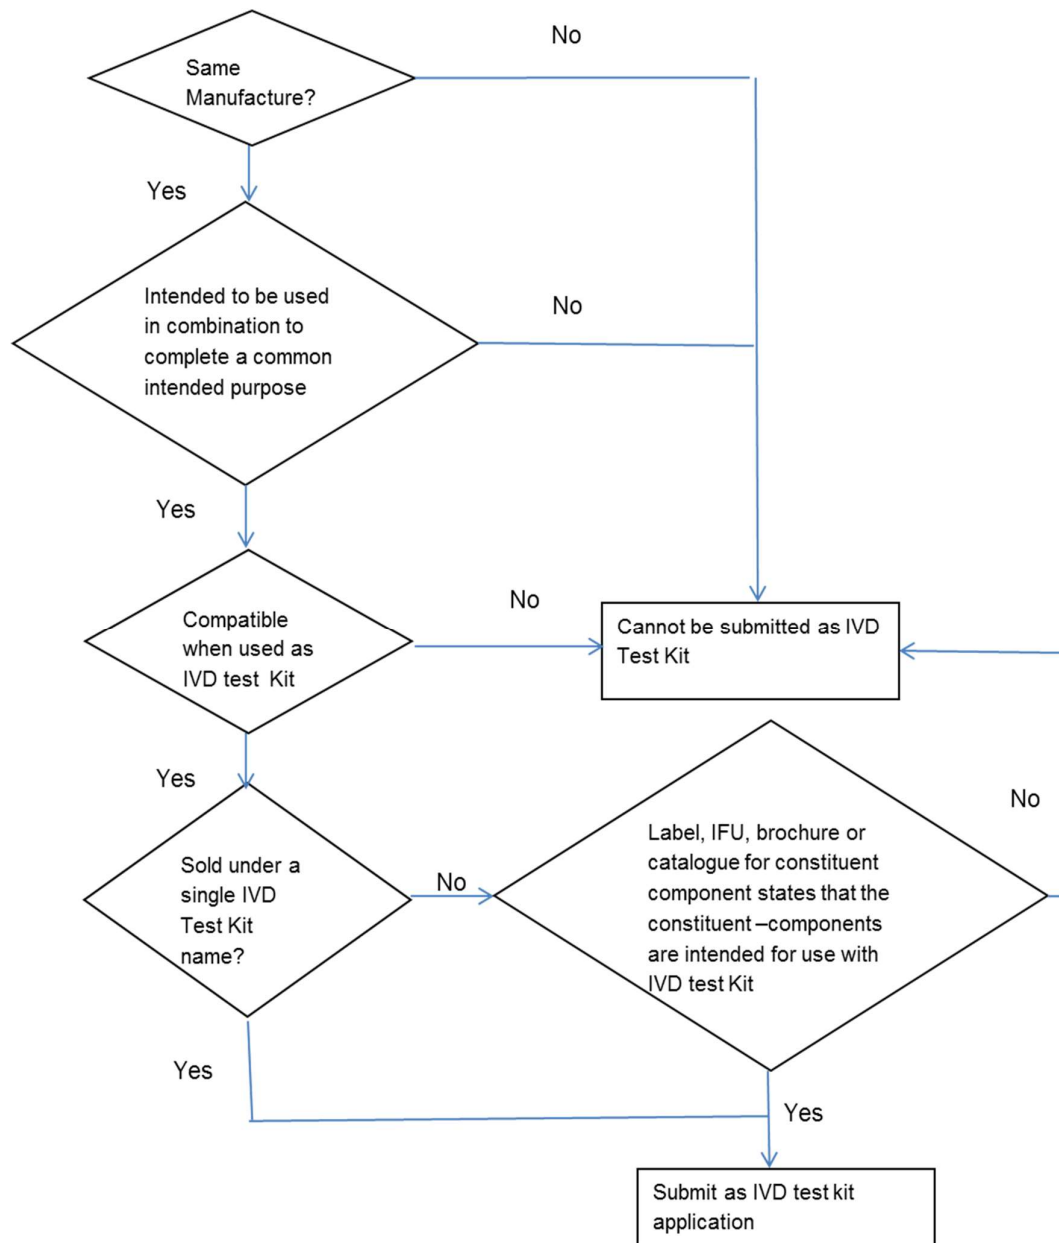 No
Same
Manufacture?
Yes
Intended to be used
in combination to
complete a common
intended purpose
No
Yes
Compatible
when used as
IVD test Kit
No
Cannot be submitted as IVD
Test Kit
Yes
Sold under a
single IVD
Test Kit
name?
No
Label, IFU, brochure or
catalogue for constituent
component states that the
constituent –components
are intended for use with
IVD test Kit
No
Yes
Yes
Submit as IVD test kit
application